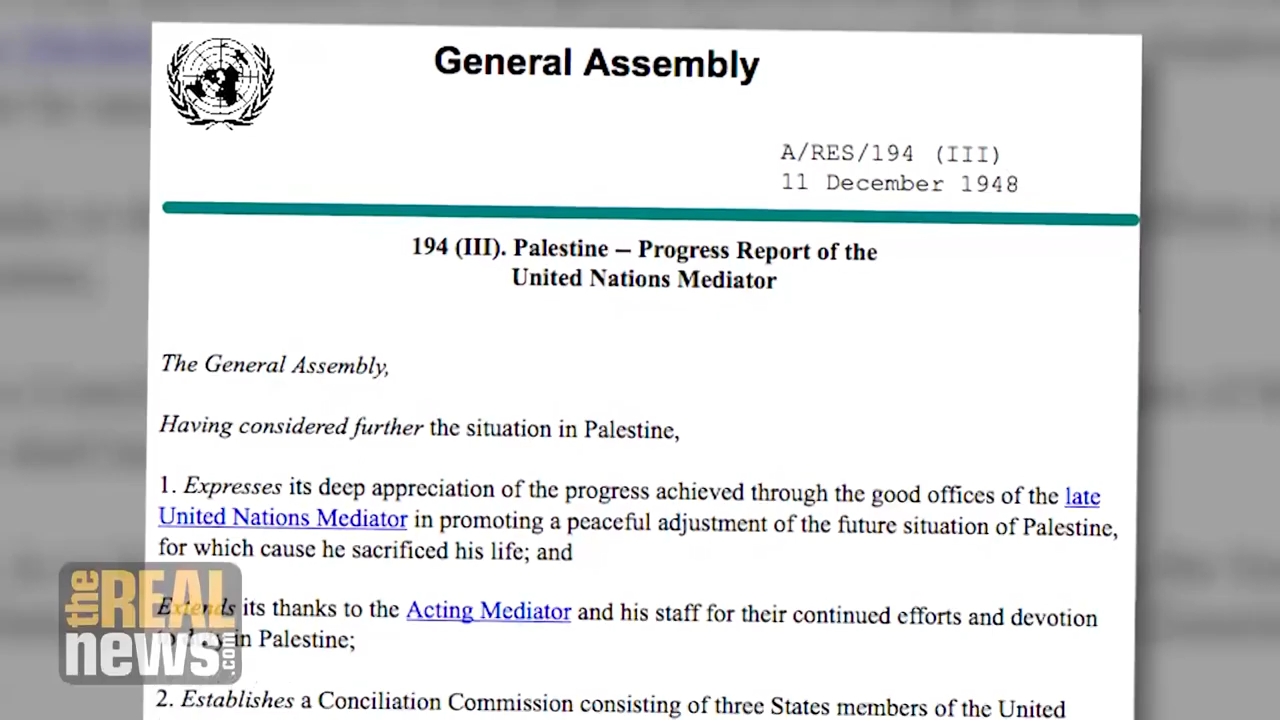 General Assembly
A/RES/194 (III)
11 December 1948
194 (III). Palestine – Progress Report of the
United Nations Mediator
The General Assembly,
Having considered further the situation in Palestine,
1. Expresses its deep appreciation of the progress achieved through the good offices of the late
United Nations Mediator in promoting a peaceful adjustment of the future situation of Palestine,
for which cause he sacrificed his life; and
Extends its thanks to the Acting Mediator and his staff for their continued efforts and devotion
to duty in Palestine;
2. Establishes a Conciliation Commission consisting of three States members of the United
the REAL
news.com